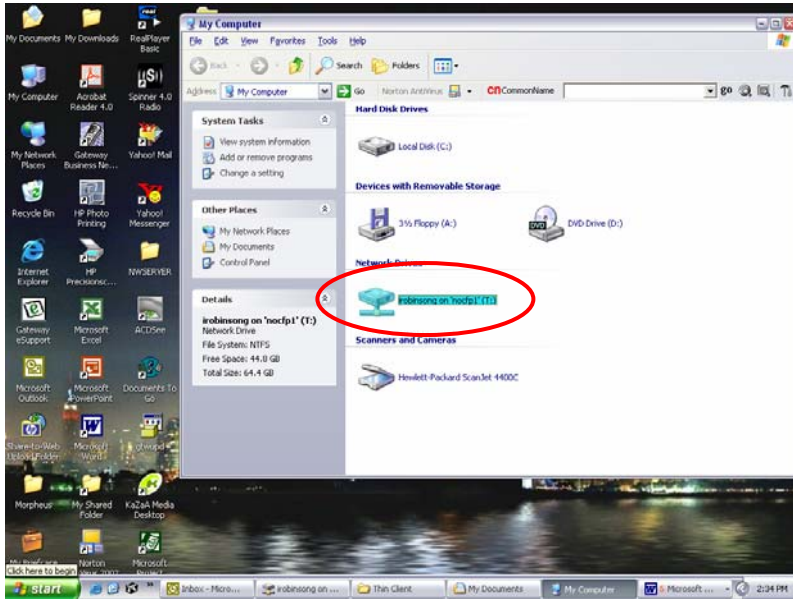 My Documents
My Downloads
RealPlayer
Basic
My Computer
Acrobat
Reader 4.0
Spinner 4.0
Radio
My Network
Places
Gateway
Business Ne...
Yahoo! Mail
Recycle Bin
HP Photo
Printing
Yahoo!
Messenger
Internet
Explorer
HP
Precisionsc...
NWSERVER
Gateway
eSupport
Microsoft
Excel
ACDSee
Microsoft
Outlook
Microsoft
PowerPoint
Documents To
Go
Share-to-Web
Upload Folder
Microsoft
Word
Morpheus
My Shared
Folder
KaZaA Media
Desktop
My Briefcase
Norton
Microsoft
Click here to begin
My Computer
File Edit View Favorites Tools Help
Back
Search
Folders
Address
My Computer
Go
Norton AntiVirus
CNCommonName
go
System Tasks
View system information
Add or remove programs
Change a setting
Other Places
My Network Places
My Documents
Control Panel
Details
irobinsong on 'nocfp1' (T:)
Network Drive
File System: NTFS
Free Space: 44.0 GB
Total Size: 64.4 GB
Hard Disk Drives
Local Disk (C:)
Devices with Removable Storage
3½ Floppy (A:)
DVD Drive (D:)
Network Drives
irobinsong on 'nocfp1' (T:)
Scanners and Cameras
Hewlett-Packard ScanJet 4400C
start
Inbox - Micro...
irobinsong on ...
Thin Client
My Documents
My Computer
Microsoft ...
2:34 PM